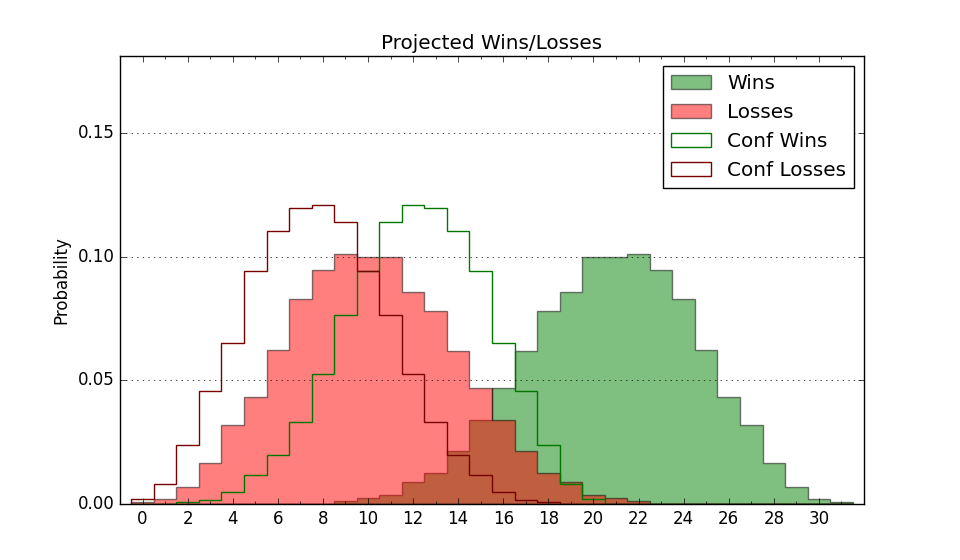 Projected Wins/Losses
Wins
Losses
Conf Wins
Conf Losses
Probability
0.15
0.10
0.05
0.00
0 2 4 6 8 10 12 14 16 18 20 22 24 26 28 30